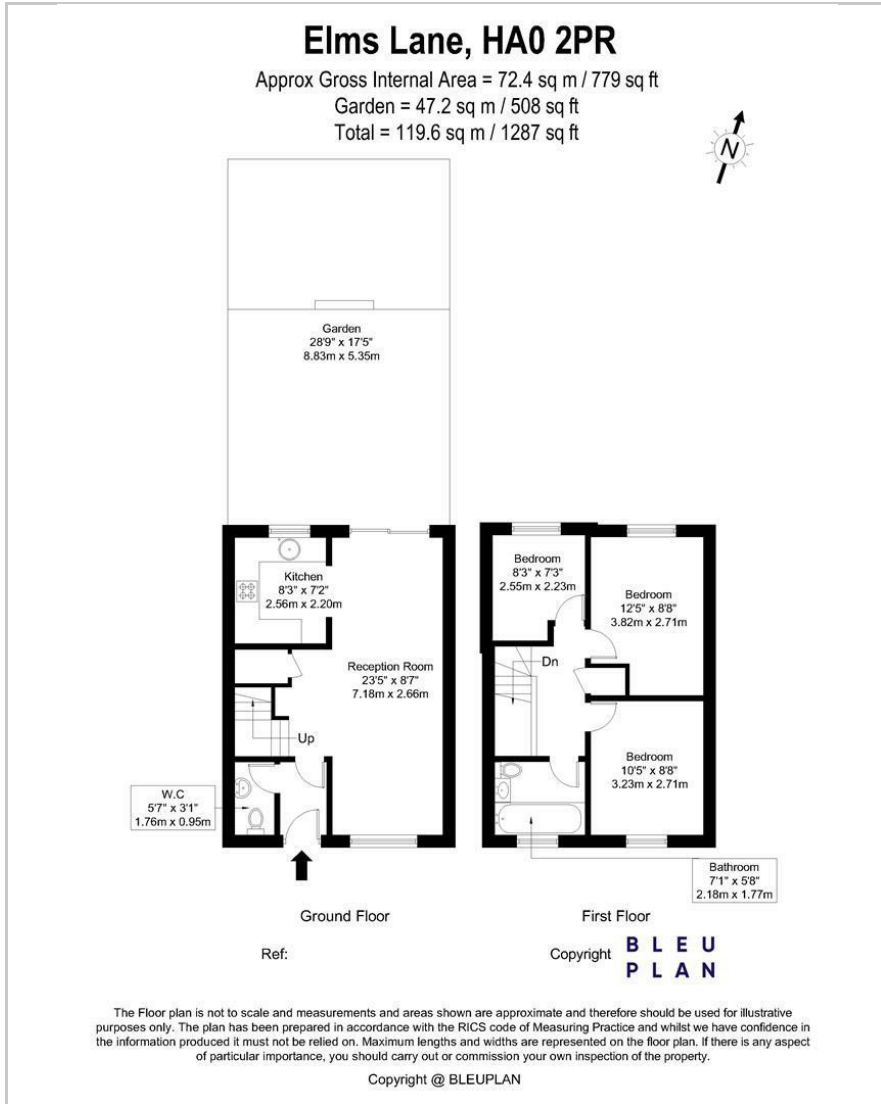 Elms Lane, HA0 2PR
Approx Gross Internal Area = 72.4 sq m / 779 sq ft
Garden = 47.2 sq m / 508 sq ft
Total = 119.6 sq m / 1287 sq ft
N
Garden
28'9" x 17'5"
8.83m x 5.35m
Kitchen
8'3" x 7'2"
2.56m x 2.20m
Reception Room
23'5" x 8'7"
7.18m x 2.66m
Up
W.C
5'7" x 3'1"
1.76m x 0.95m
Ground Floor
Bedroom
8'3" x 7'3"
2.55m x 2.23m
Bedroom
12'5" x 8'8"
3.82m x 2.71m
Dn
Bedroom
10'5" x 8'8"
3.23m x 2.71m
Bathroom
7'1" x 5'8"
2.18m x 1.77m
First Floor
Ref:
Copyright
BLEU
PLAN
The Floor plan is not to scale and measurements and areas shown are approximate and therefore should be used for illustrative
purposes only. The plan has been prepared in accordance with the RICS code of Measuring Practice and whilst we have confidence in
the information produced it must not be relied on. Maximum lengths and widths are represented on the floor plan. If there is any aspect
of particular importance, you should carry out or commission your own inspection of the property.
Copyright @ BLEUPLAN